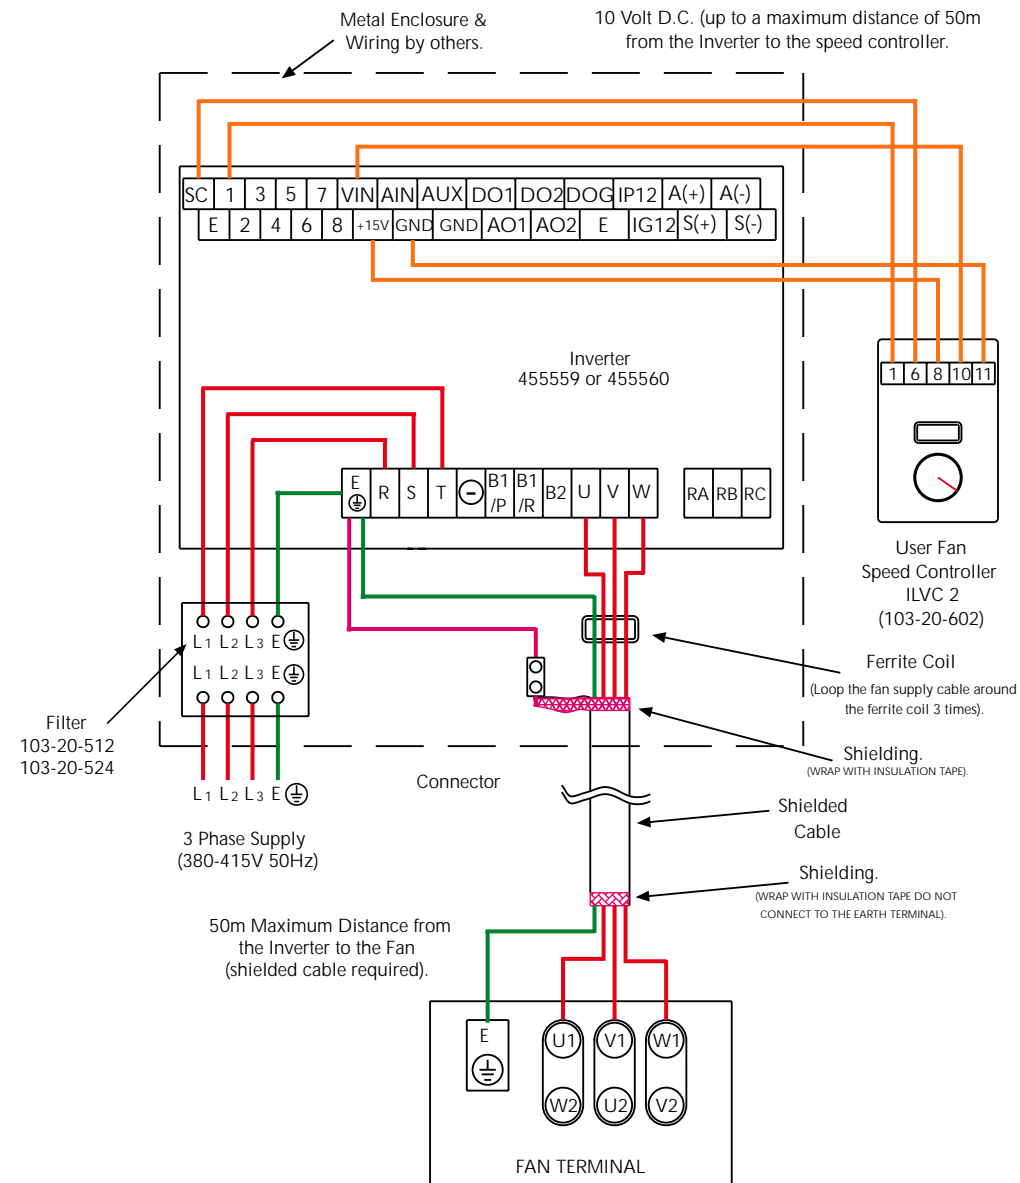 Metal Enclosure &
Wiring by others.
10 Volt D.C. (up to a maximum distance of 50m
from the Inverter to the speed controller.
SC 1 3 5 7 VIN AIN AUX DO1 DO2 DOG IP12 A(+) A(-)
E 2 4 6 8 +15V GND GND AO1 AO2 E IG12 S(+) S(-)
Inverter
455559 or 455560
1 6 8 10 11
E R S T B1/P B1/R B2 U V W
RA RB RC
User Fan
Speed Controller
ILVC 2
(103-20-602)
L1 L2 L3 E
L1 L2 L3 E
Filter
103-20-512
103-20-524
L1 L2 L3 E
3 Phase Supply
(380-415V 50Hz)
Connector
Ferrite Coil
(Loop the fan supply cable around
the ferrite coil 3 times).
Shielding.
(WRAP WITH INSULATION TAPE).
Shielded
Cable
Shielding.
(WRAP WITH INSULATION TAPE DO NOT
CONNECT TO THE EARTH TERMINAL).
50m Maximum Distance from
the Inverter to the Fan
(shielded cable required).
E
U1 V1 W1
W2 U2 V2
FAN TERMINAL